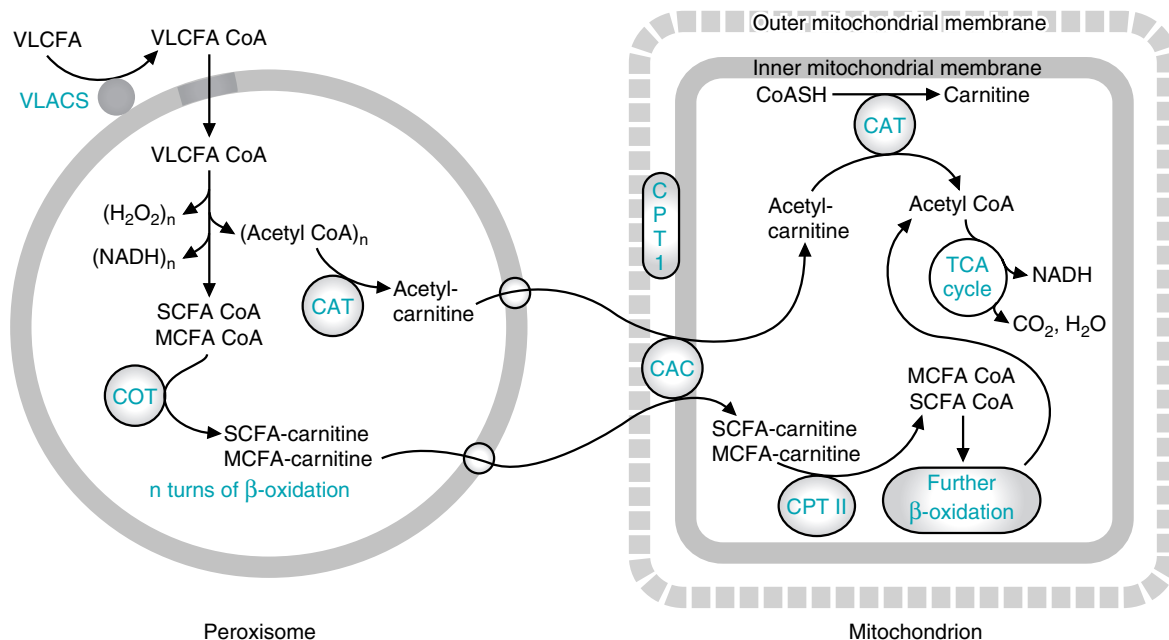 VLCFA
VLCFA CoA
VLACS
VLCFA CoA
(H₂O₂)ₙ
(NADH)ₙ
(Acetyl CoA)ₙ
CAT
Acetyl-
carnitine
SCFA CoA
MCFA CoA
COT
SCFA-carnitine
MCFA-carnitine
n turns of β-oxidation
Peroxisome
Outer mitochondrial membrane
Inner mitochondrial membrane
CoASH
Carnitine
CAT
C
P
T
1
Acetyl-
carnitine
Acetyl CoA
TCA
cycle
NADH
CO₂, H₂O
CAC
MCFA CoA
SCFA CoA
SCFA-carnitine
MCFA-carnitine
CPT II
Further
β-oxidation
Mitochondrion